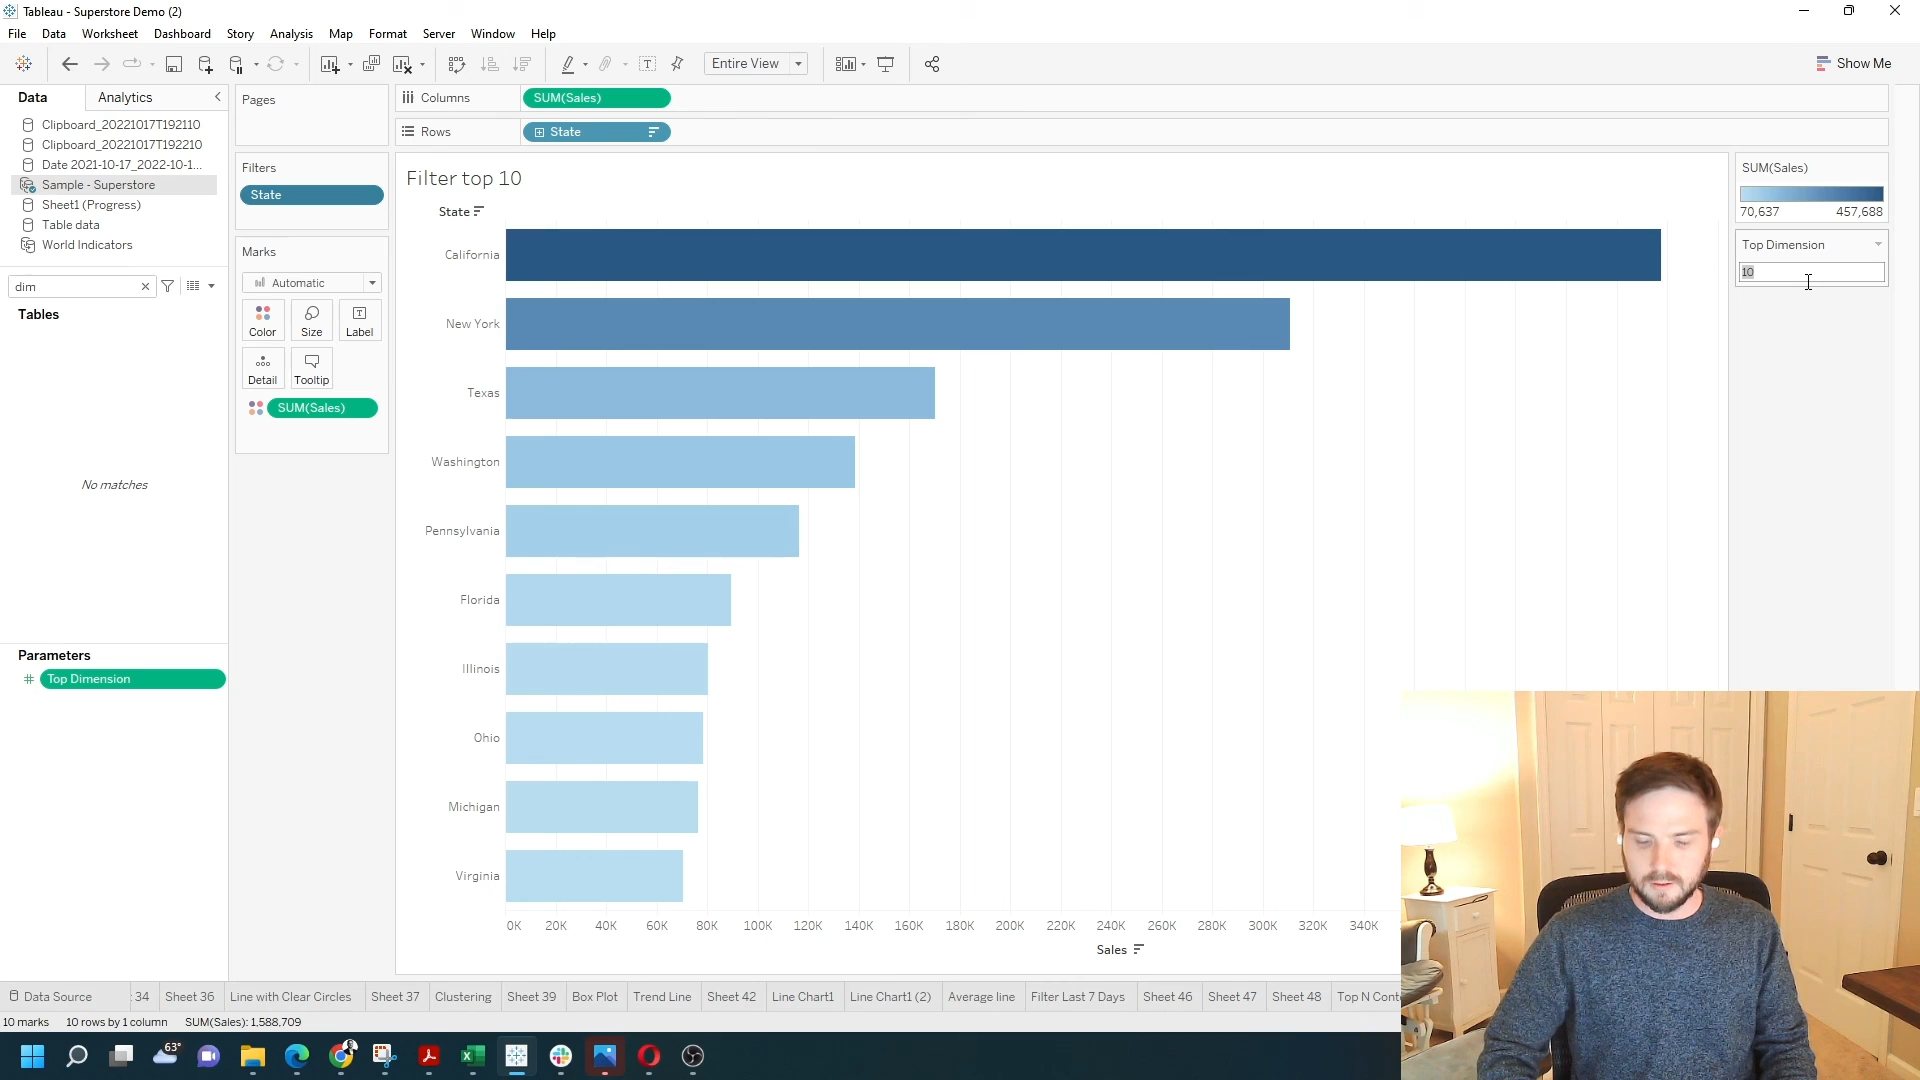 Tableau - Superstore Demo (2)
File Data Worksheet Dashboard Story Analysis Map Format Server Window Help
Entire View
Show Me
Data Analytics
Clipboard_20221017T192110
Clipboard_20221017T192210
Date 2021-10-17_2022-10-1...
Sample - Superstore
Sheet1 (Progress)
Table data
World Indicators
dim
Tables
No matches
Parameters
Top Dimension
Pages
Filters
State
Marks
Automatic
Color Size Label
Detail Tooltip
SUM(Sales)
Columns SUM(Sales)
Rows State
Filter top 10
State
California
New York
Texas
Washington
Pennsylvania
Florida
Illinois
Ohio
Michigan
Virginia
0K 20K 40K 60K 80K 100K 120K 140K 160K 180K 200K 220K 240K 260K 280K 300K 320K 340K
Sales
SUM(Sales)
70,637 457,688
Top Dimension
10
Data Source 34 Sheet 36 Line with Clear Circles Sheet 37 Clustering Sheet 39 Box Plot Trend Line Sheet 42 Line Chart1 Line Chart1 (2) Average line Filter Last 7 Days Sheet 46 Sheet 47 Sheet 48 Top N Cont
10 marks 10 rows by 1 column SUM(Sales): 1,588,709
63°